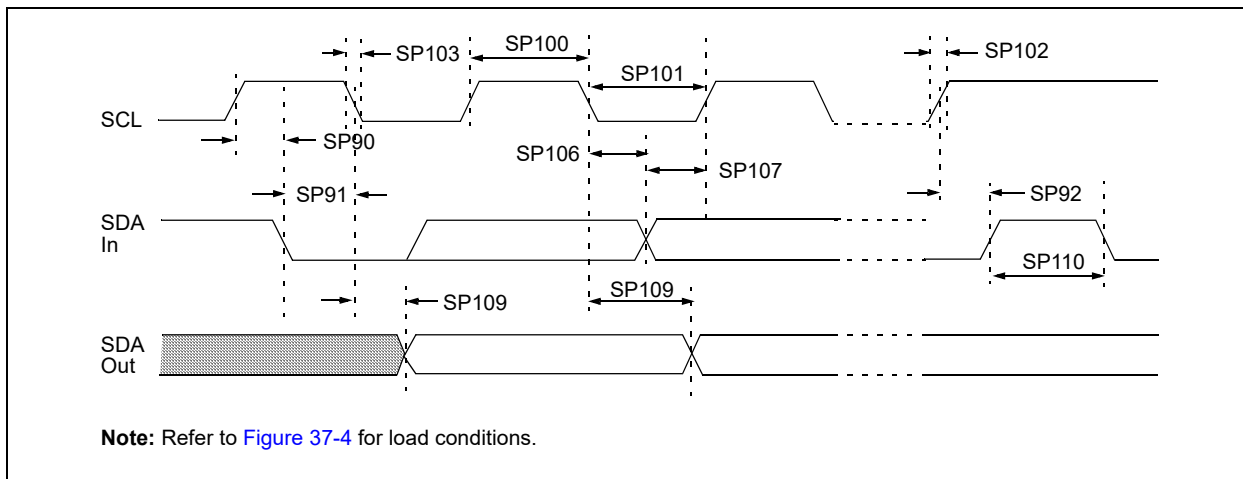 SP103
SP100
SP101
SP102
SCL
SP90
SP106
SP107
SP91
SP92
SDA
In
SP110
SP109
SP109
SDA
Out
Note: Refer to Figure 37-4 for load conditions.